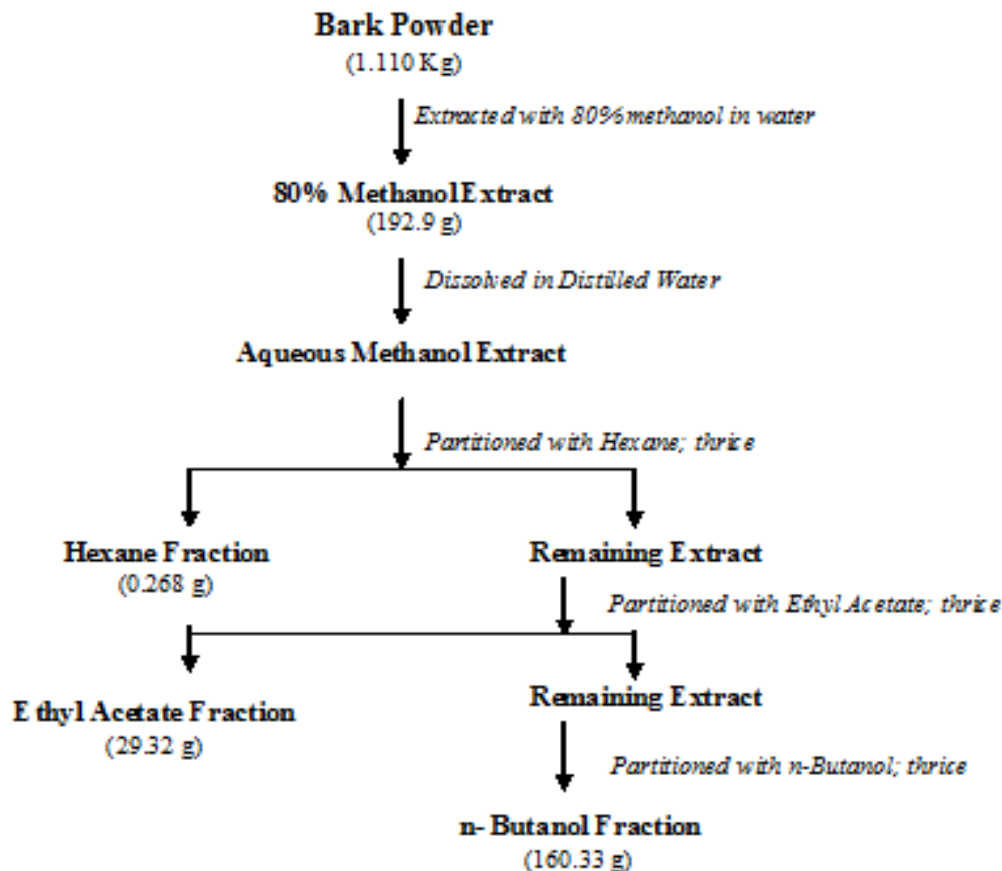 Bark Powder
(1.110 Kg)
Extracted with 80% methanol in water
80% Methanol Extract
(192.9 g)
Dissolved in Distilled Water
Aqueous Methanol Extract
Partitioned with Hexane; thrice
Hexane Fraction
(0.268 g)
Remaining Extract
Partitioned with Ethyl Acetate; thrice
Ethyl Acetate Fraction
(29.32 g)
Remaining Extract
Partitioned with n-Butanol; thrice
n- Butanol Fraction
(160.33 g)